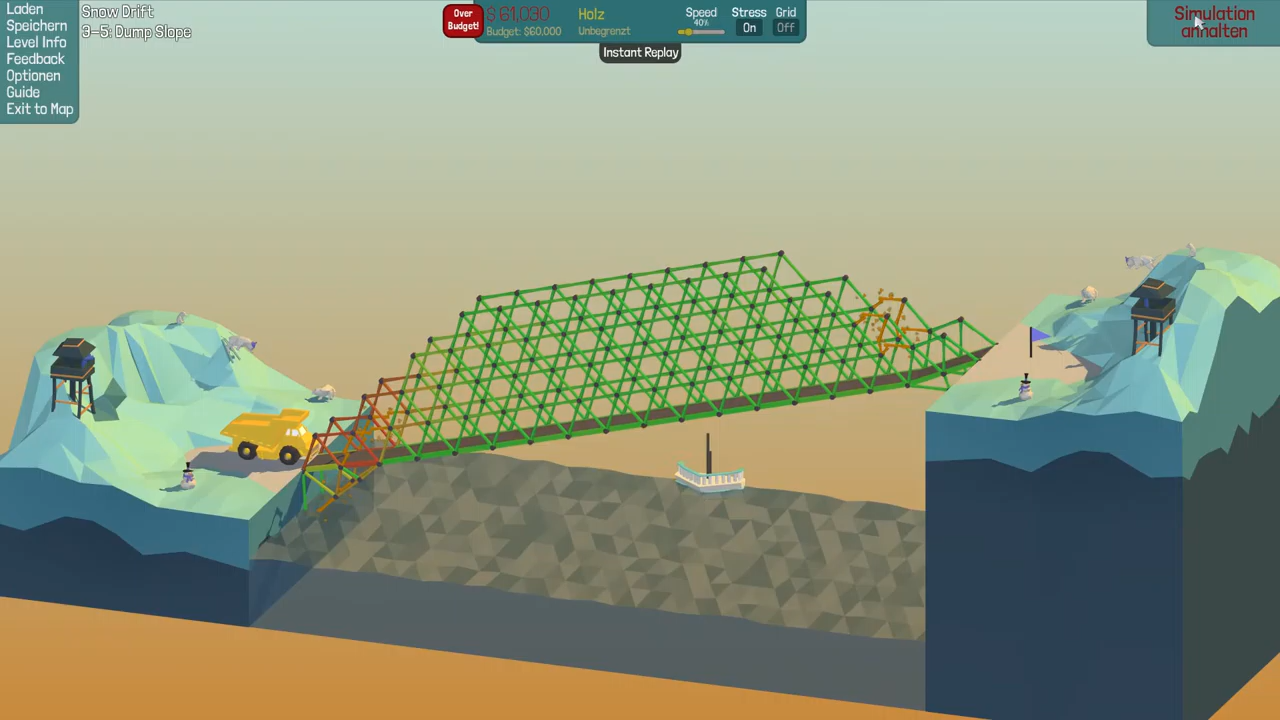 Laden
Speichern
Level Info
Feedback
Optionen
Guide
Exit to Map
Snow Drift
3-5: Dump Slope
Over Budget!
$ 61,030
Budget: $60,000
Holz
Unbegrenzt
Speed
40%
Stress
On
Grid
Off
Instant Replay
Simulation
anhalten